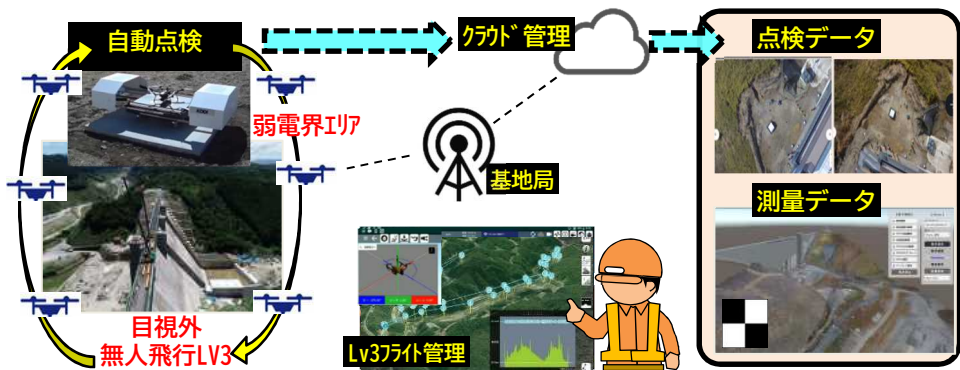 自動点検
クラウド管理
点検データ
弱電界エリア
基地局
測量データ
目視外
無人飛行LV3
Lv3フライト管理